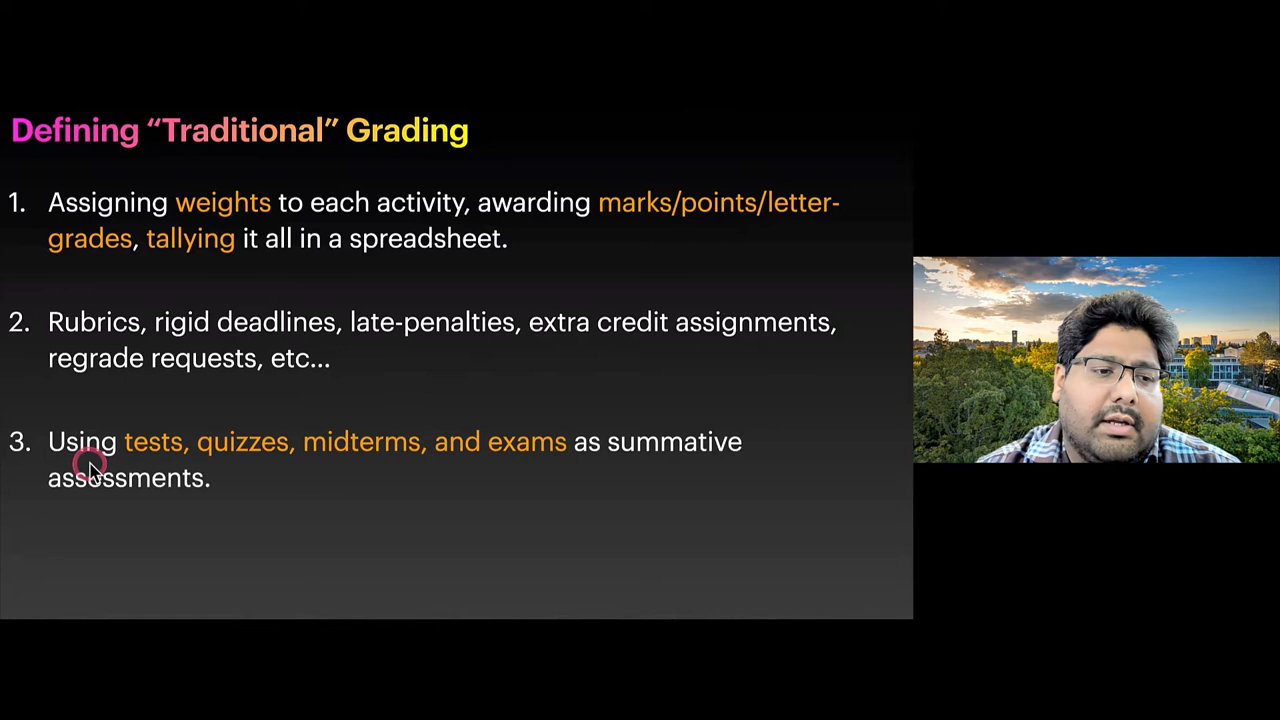 Defining “Traditional” Grading
1. Assigning weights to each activity, awarding marks/points/letter-
grades, tallying it all in a spreadsheet.
2. Rubrics, rigid deadlines, late-penalties, extra credit assignments,
regrade requests, etc...
3. Using tests, quizzes, midterms, and exams as summative
assessments.